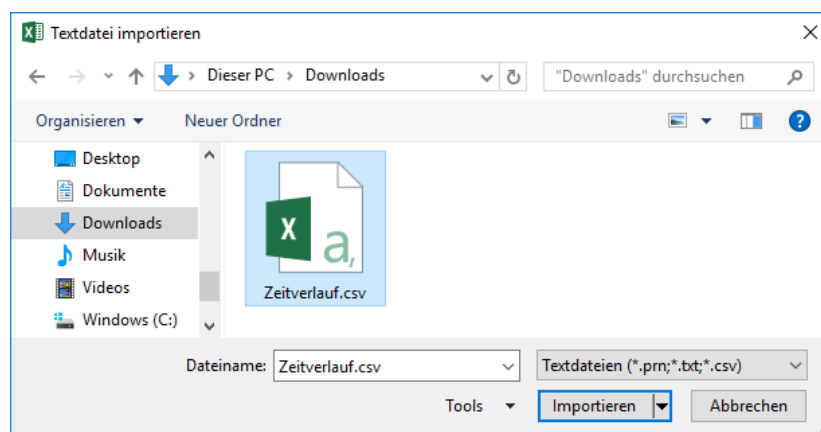 Textdatei importieren
Dieser PC > Downloads
"Downloads" durchsuchen
Organisieren
Neuer Ordner
?
Desktop
Dokumente
Downloads
Musik
Videos
Windows (C:)
X a,
Zeitverlauf.csv
Dateiname: Zeitverlauf.csv
Textdateien (*.prn;*.txt;*.csv)
Tools
Importieren
Abbrechen